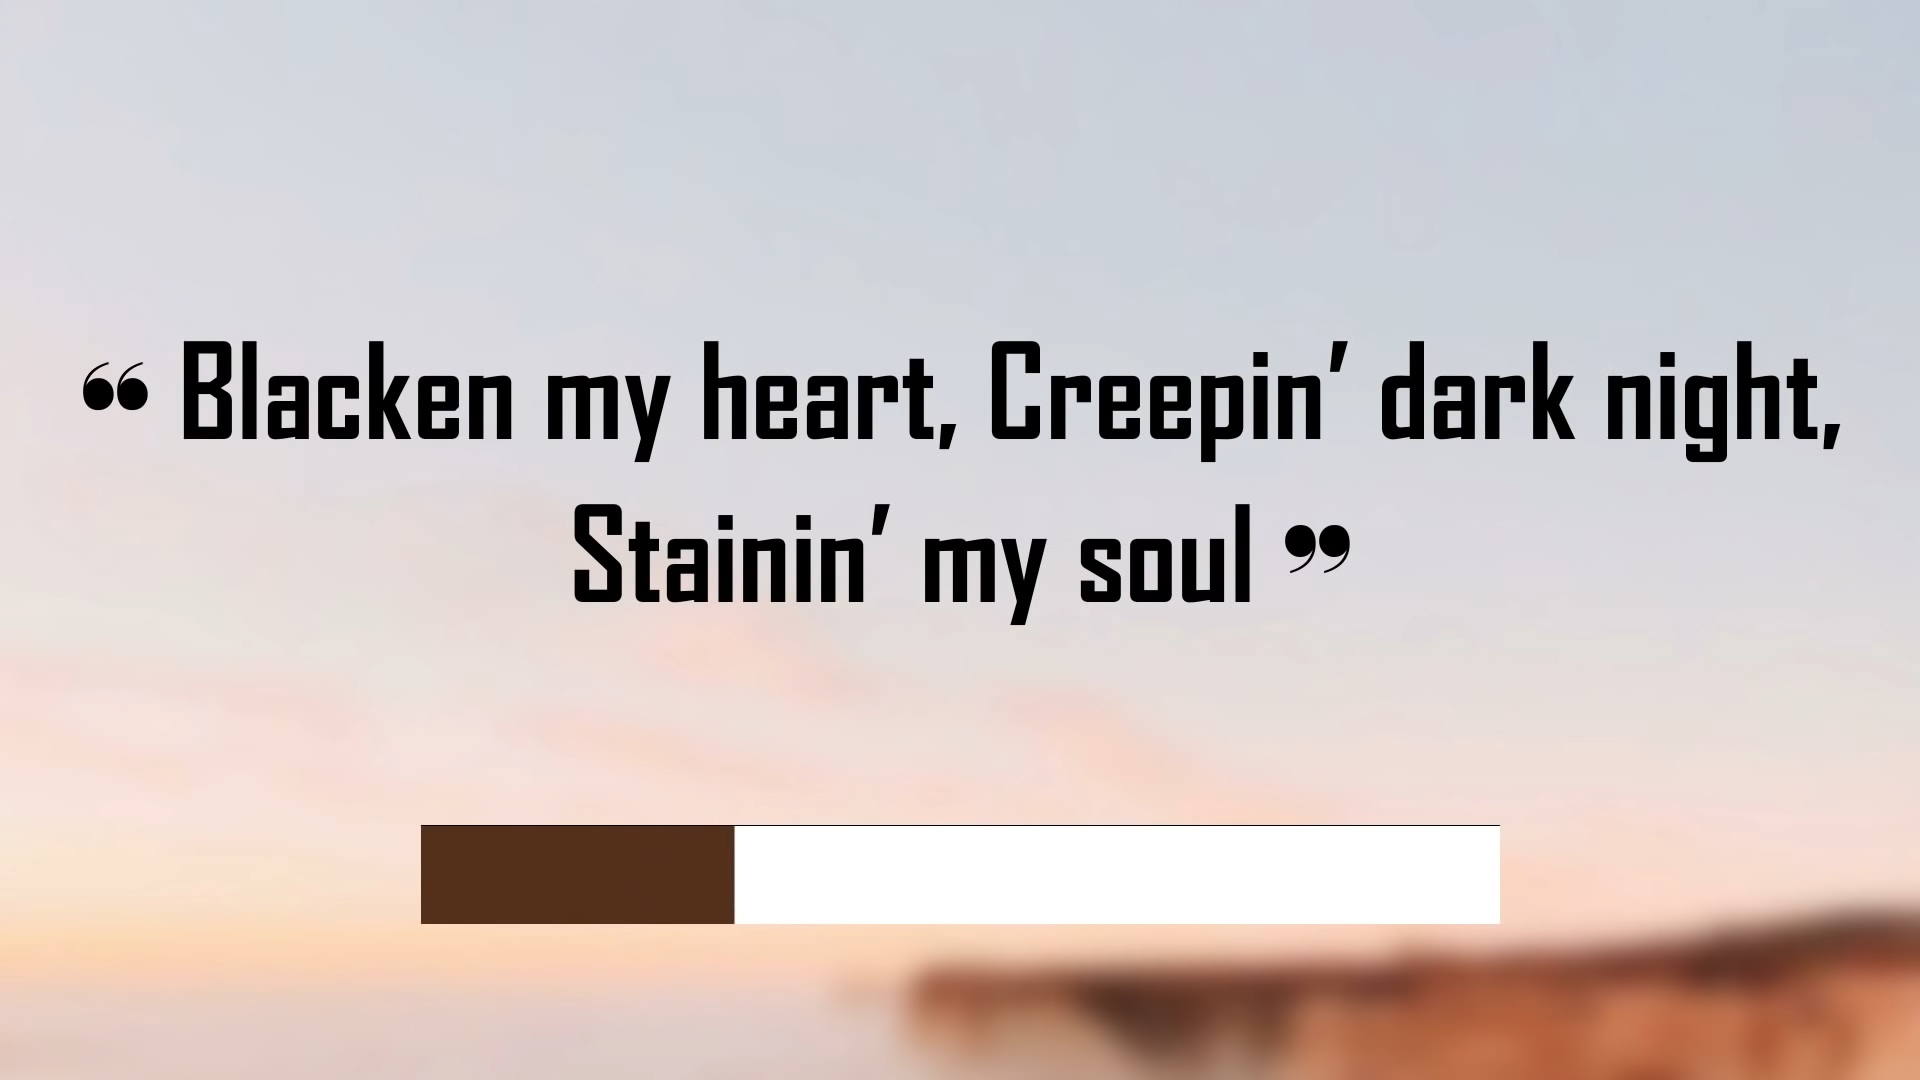 ❝ Blacken my heart, Creepin’ dark night,
Stainin’ my soul ❞